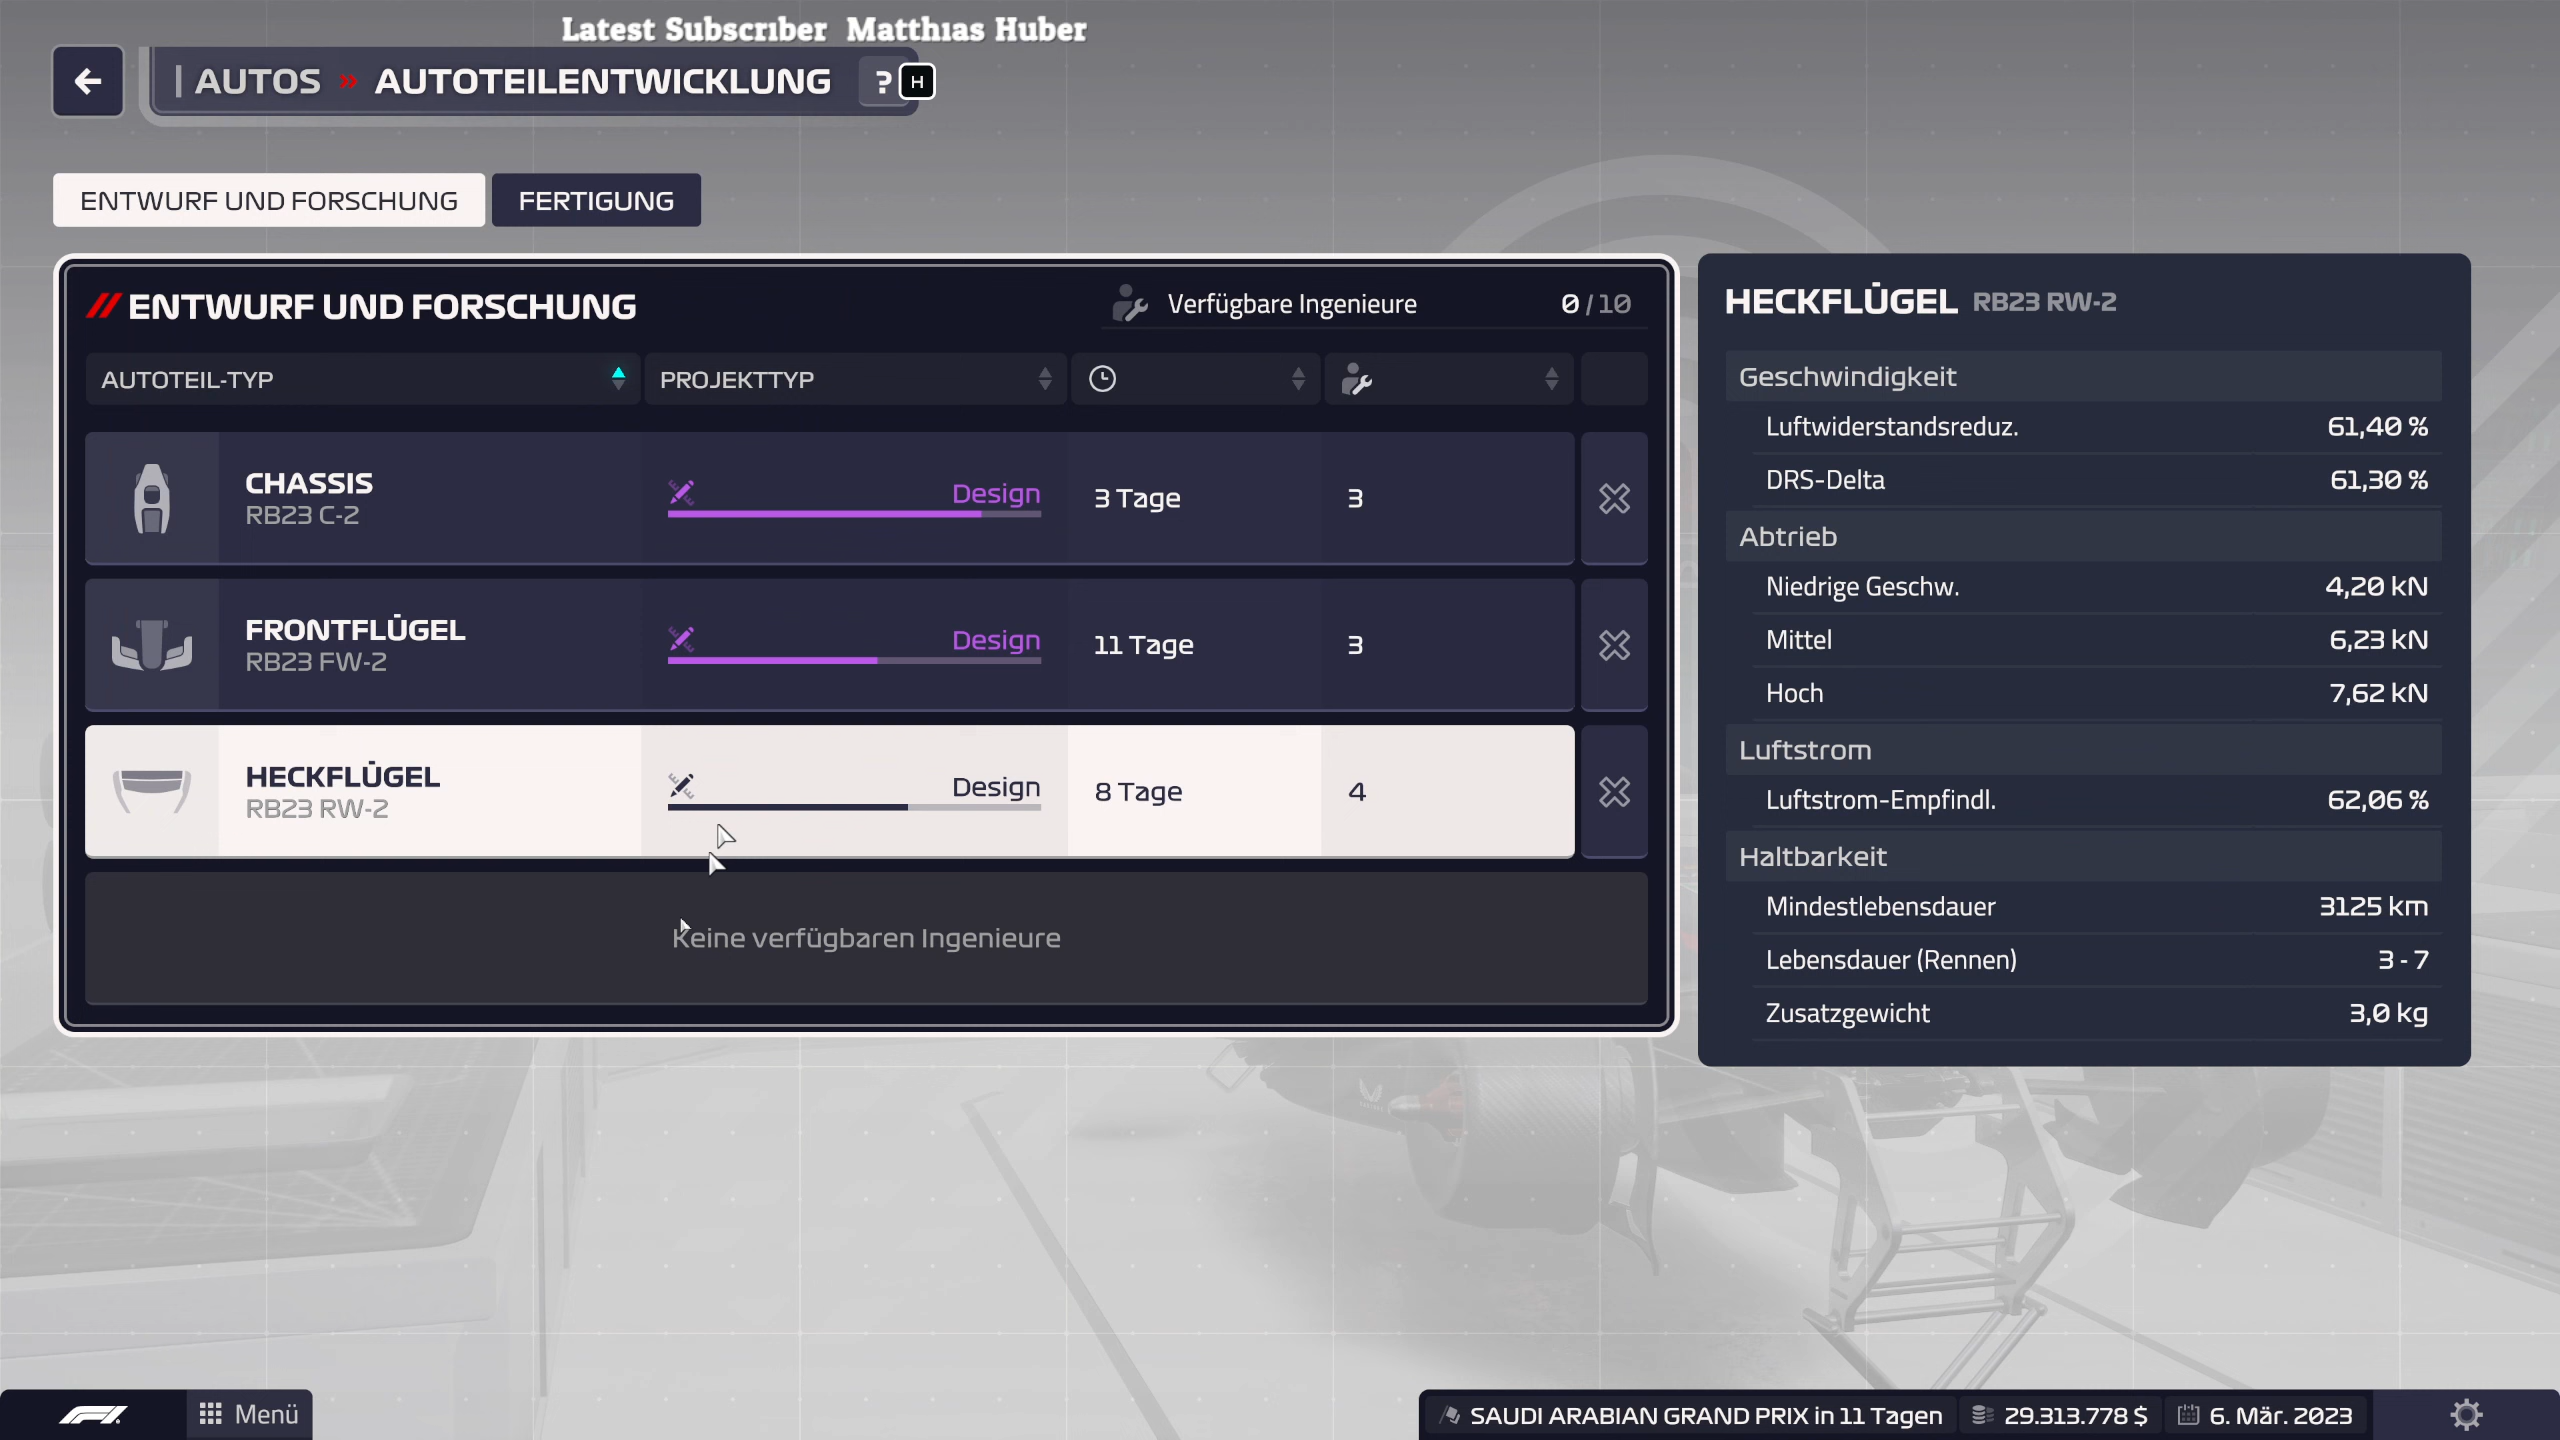 Latest Subscriber Matthias Huber
AUTOS » AUTOTEILENTWICKLUNG ? H
ENTWURF UND FORSCHUNG FERTIGUNG
ENTWURF UND FORSCHUNG Verfügbare Ingenieure 0 / 10
AUTOTEIL-TYP PROJEKTTYP
CHASSIS
RB23 C-2
Design
3 Tage
3
FRONTFLÜGEL
RB23 FW-2
Design
11 Tage
3
HECKFLÜGEL
RB23 RW-2
Design
8 Tage
4
Keine verfügbaren Ingenieure
HECKFLÜGEL RB23 RW-2
Geschwindigkeit
Luftwiderstandsreduz. 61,40 %
DRS-Delta 61,30 %
Abtrieb
Niedrige Geschw. 4,20 kN
Mittel 6,23 kN
Hoch 7,62 kN
Luftstrom
Luftstrom-Empfindl. 62,06 %
Haltbarkeit
Mindestlebensdauer 3125 km
Lebensdauer (Rennen) 3 - 7
Zusatzgewicht 3,0 kg
Menü
SAUDI ARABIAN GRAND PRIX in 11 Tagen 29.313.778 $ 6. Mär. 2023